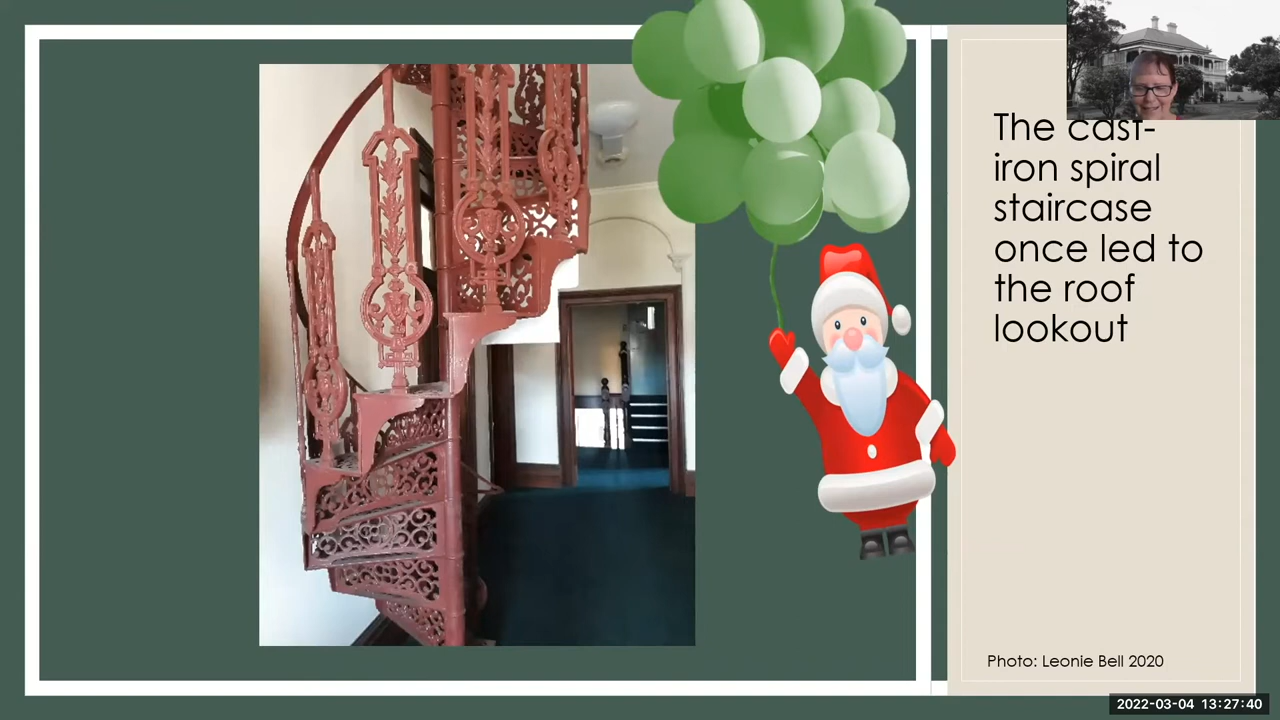 The cast-
iron spiral
staircase
once led to
the roof
lookout
Photo: Leonie Bell 2020
2022-03-04 13:27:40